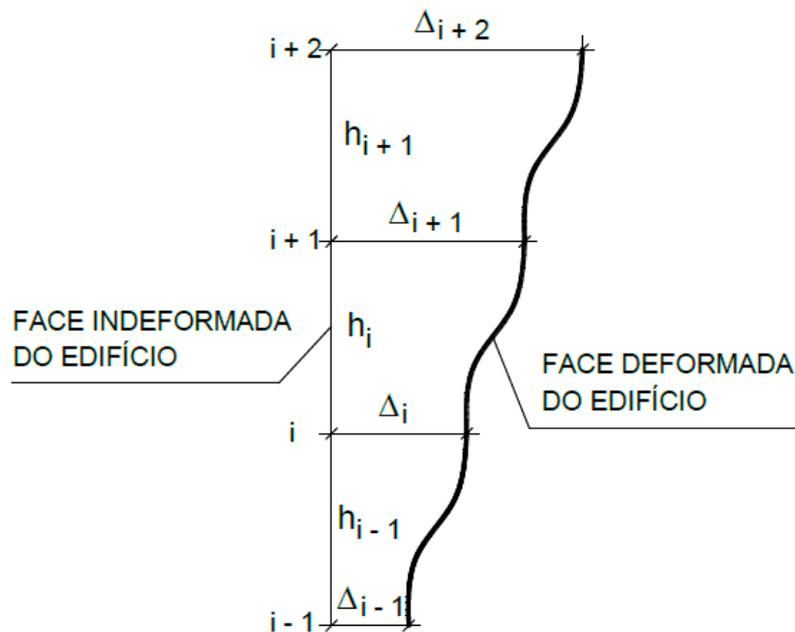 Δi + 2
i + 2
hi + 1
Δi + 1
i + 1
FACE INDEFORMADA
DO EDIFÍCIO
hi
FACE DEFORMADA
DO EDIFÍCIO
Δi
i
hi - 1
Δi - 1
i - 1